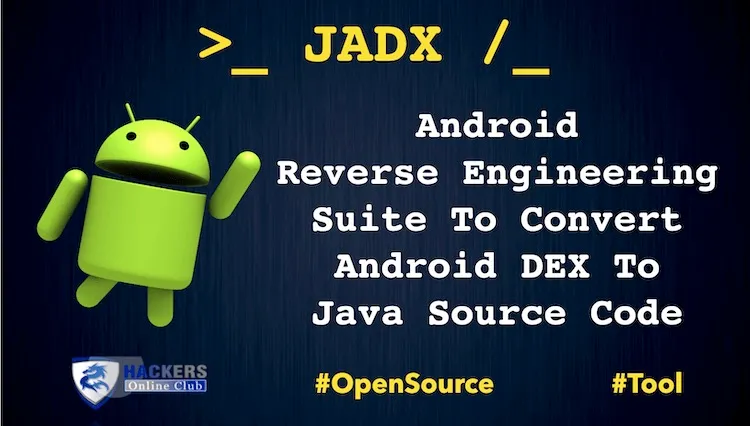 >_ JADX /_
Android
Reverse Engineering
Suite To Convert
Android DEX To
Java Source Code
HACKERS
Online Club
#OpenSource #Tool